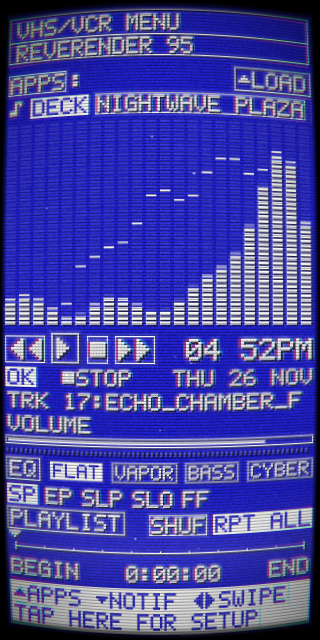 VHS/VCR MENU
REVERENDER 95
APPS: ▲LOAD
♪ DECK NIGHTWAVE PLAZA
04 52PM
OK ■STOP THU 26 NOV
TRK 17:ECHO_CHAMBER_F
VOLUME
EQ FLAT VAPOR BASS CYBER
SP EP SLP SLO FF
PLAYLIST SHUF RPT ALL
BEGIN 0:00:00 END
▲APPS ▼NOTIF ◀▶SWIPE
TAP HERE FOR SETUP